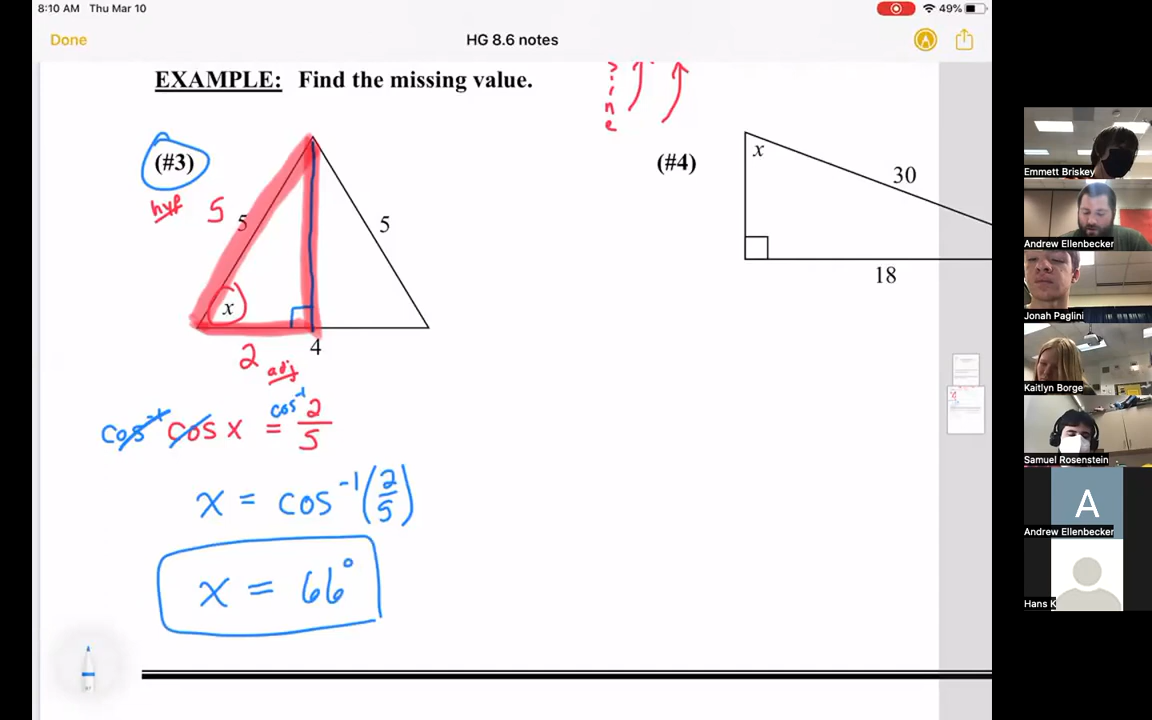 8:10 AM Thu Mar 10
49%
Done
HG 8.6 notes
EXAMPLE: Find the missing value.
i
n
e
(#3)
hyp
5
5
5
x
2
4
adj
cos⁻¹ cos x = cos⁻¹ 2/5
x = cos⁻¹(2/5)
x = 66°
(#4)
x
30
18
Emmett Briskey
Andrew Ellenbecker
Jonah Paglini
Kaitlyn Borge
Samuel Rosenstein
A
Andrew Ellenbecker
Hans K